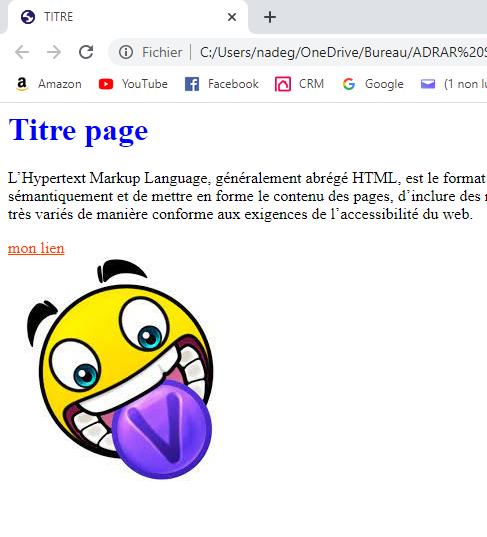 TITRE
Fichier | C:/Users/nadeg/OneDrive/Bureau/ADRAR%20S
Amazon YouTube Facebook CRM Google (1 non lu
Titre page
L'Hypertext Markup Language, généralement abrégé HTML, est le format
sémantiquement et de mettre en forme le contenu des pages, d'inclure des
très variés de manière conforme aux exigences de l'accessibilité du web.
mon lien
V